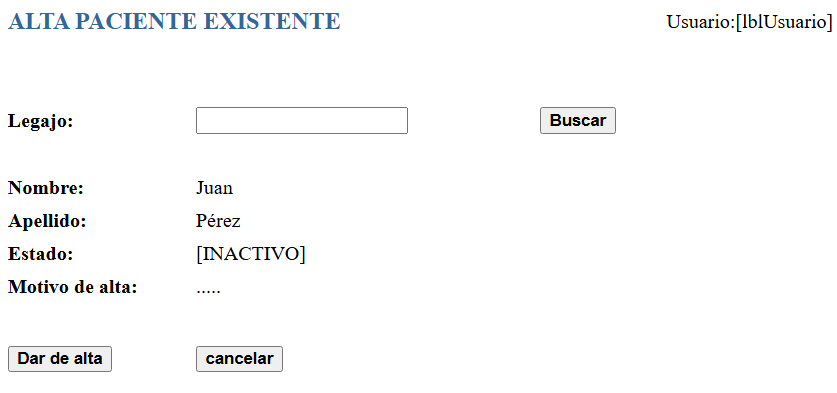 ALTA PACIENTE EXISTENTE Usuario:[lblUsuario]
Legajo: Buscar
Nombre: Juan
Apellido: Pérez
Estado: [INACTIVO]
Motivo de alta: .....
Dar de alta cancelar